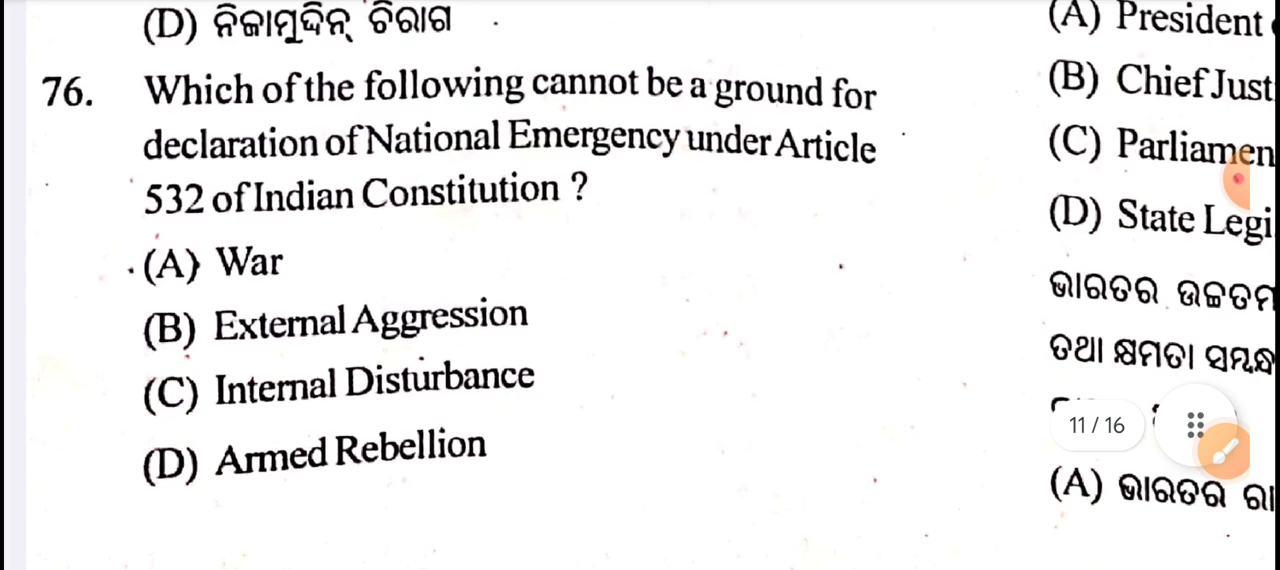 (D) ନିଜାମୁଦ୍ଦିନ୍ ଚିରାଗ
76. Which of the following cannot be a ground for
declaration of National Emergency under Article
532 of Indian Constitution ?
(A) War
(B) External Aggression
(C) Internal Disturbance
(D) Armed Rebellion
(A) President
(B) Chief Just
(C) Parliamen
(D) State Legi
ଭାରତର ଉଚ୍ଚତମ
ତଥା କ୍ଷମତା ସମ୍ବନ୍ଧ
11 / 16
(A) ଭାରତର ରା